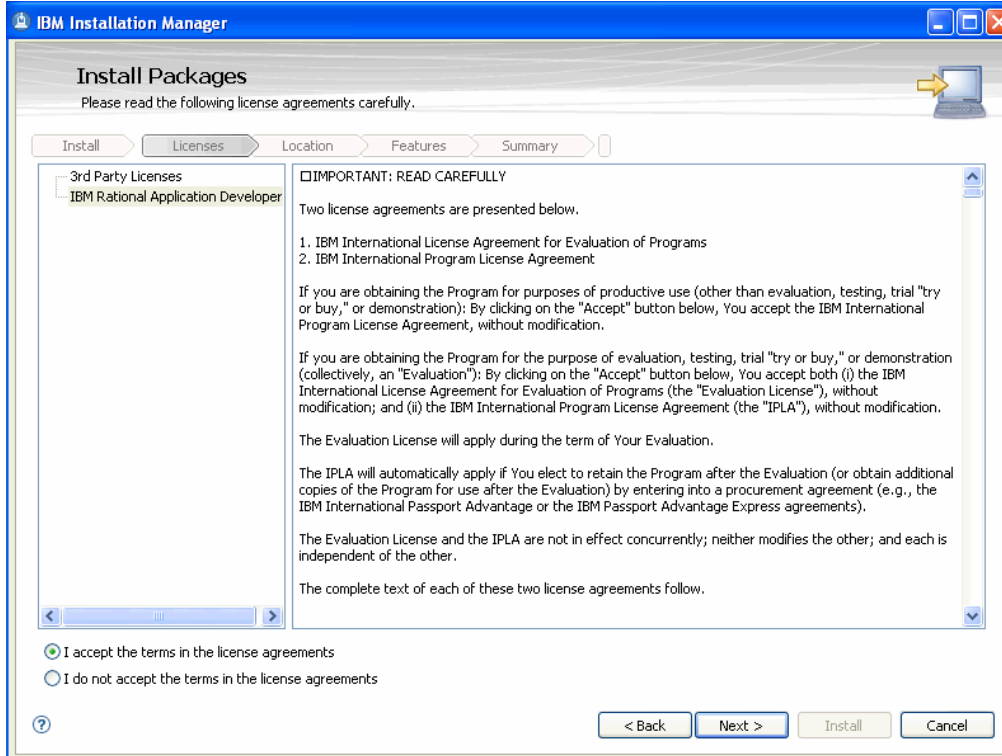 IBM Installation Manager
Install Packages
Please read the following license agreements carefully.
Install
Licenses
Location
Features
Summary
3rd Party Licenses
IBM Rational Application Developer
IMPORTANT: READ CAREFULLY
Two license agreements are presented below.
1. IBM International License Agreement for Evaluation of Programs
2. IBM International Program License Agreement
If you are obtaining the Program for purposes of productive use (other than evaluation, testing, trial "try
or buy," or demonstration): By clicking on the "Accept" button below, You accept the IBM International
Program License Agreement, without modification.
If you are obtaining the Program for the purpose of evaluation, testing, trial "try or buy," or demonstration
(collectively, an "Evaluation"): By clicking on the "Accept" button below, You accept both (i) the IBM
International License Agreement for Evaluation of Programs (the "Evaluation License"), without
modification; and (ii) the IBM International Program License Agreement (the "IPLA"), without modification.
The Evaluation License will apply during the term of Your Evaluation.
The IPLA will automatically apply if You elect to retain the Program after the Evaluation (or obtain additional
copies of the Program for use after the Evaluation) by entering into a procurement agreement (e.g., the
IBM International Passport Advantage or the IBM Passport Advantage Express agreements).
The Evaluation License and the IPLA are not in effect concurrently; neither modifies the other; and each is
independent of the other.
The complete text of each of these two license agreements follow.
I accept the terms in the license agreements
I do not accept the terms in the license agreements
?
< Back
Next >
Install
Cancel